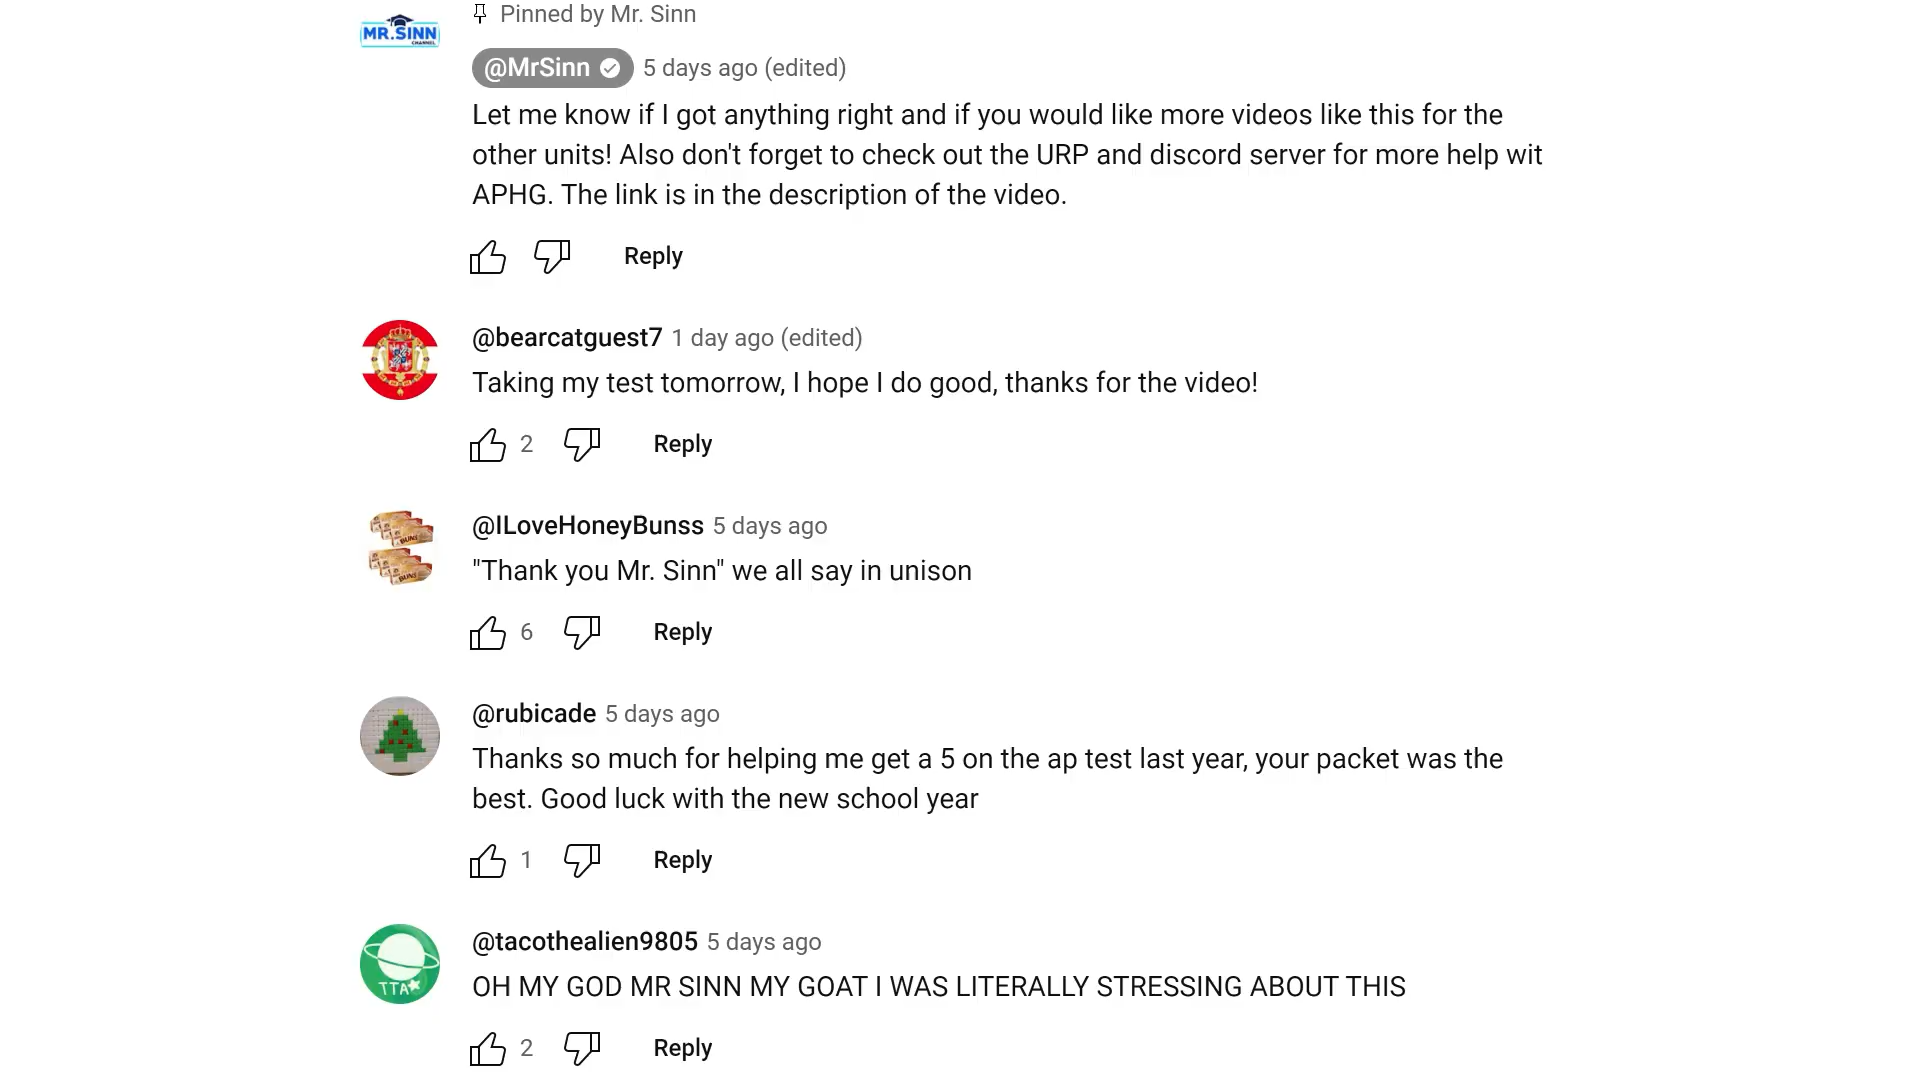 MR.SINN
CHANNEL
Pinned by Mr. Sinn
@MrSinn 5 days ago (edited)
Let me know if I got anything right and if you would like more videos like this for the
other units! Also don't forget to check out the URP and discord server for more help wit
APHG. The link is in the description of the video.
Reply
@bearcatguest7 1 day ago (edited)
Taking my test tomorrow, I hope I do good, thanks for the video!
2 Reply
@ILoveHoneyBunss 5 days ago
"Thank you Mr. Sinn" we all say in unison
BUNS
BUNS
6 Reply
@rubicade 5 days ago
Thanks so much for helping me get a 5 on the ap test last year, your packet was the
best. Good luck with the new school year
1 Reply
@tacothealien9805 5 days ago
OH MY GOD MR SINN MY GOAT I WAS LITERALLY STRESSING ABOUT THIS
TTA
2 Reply